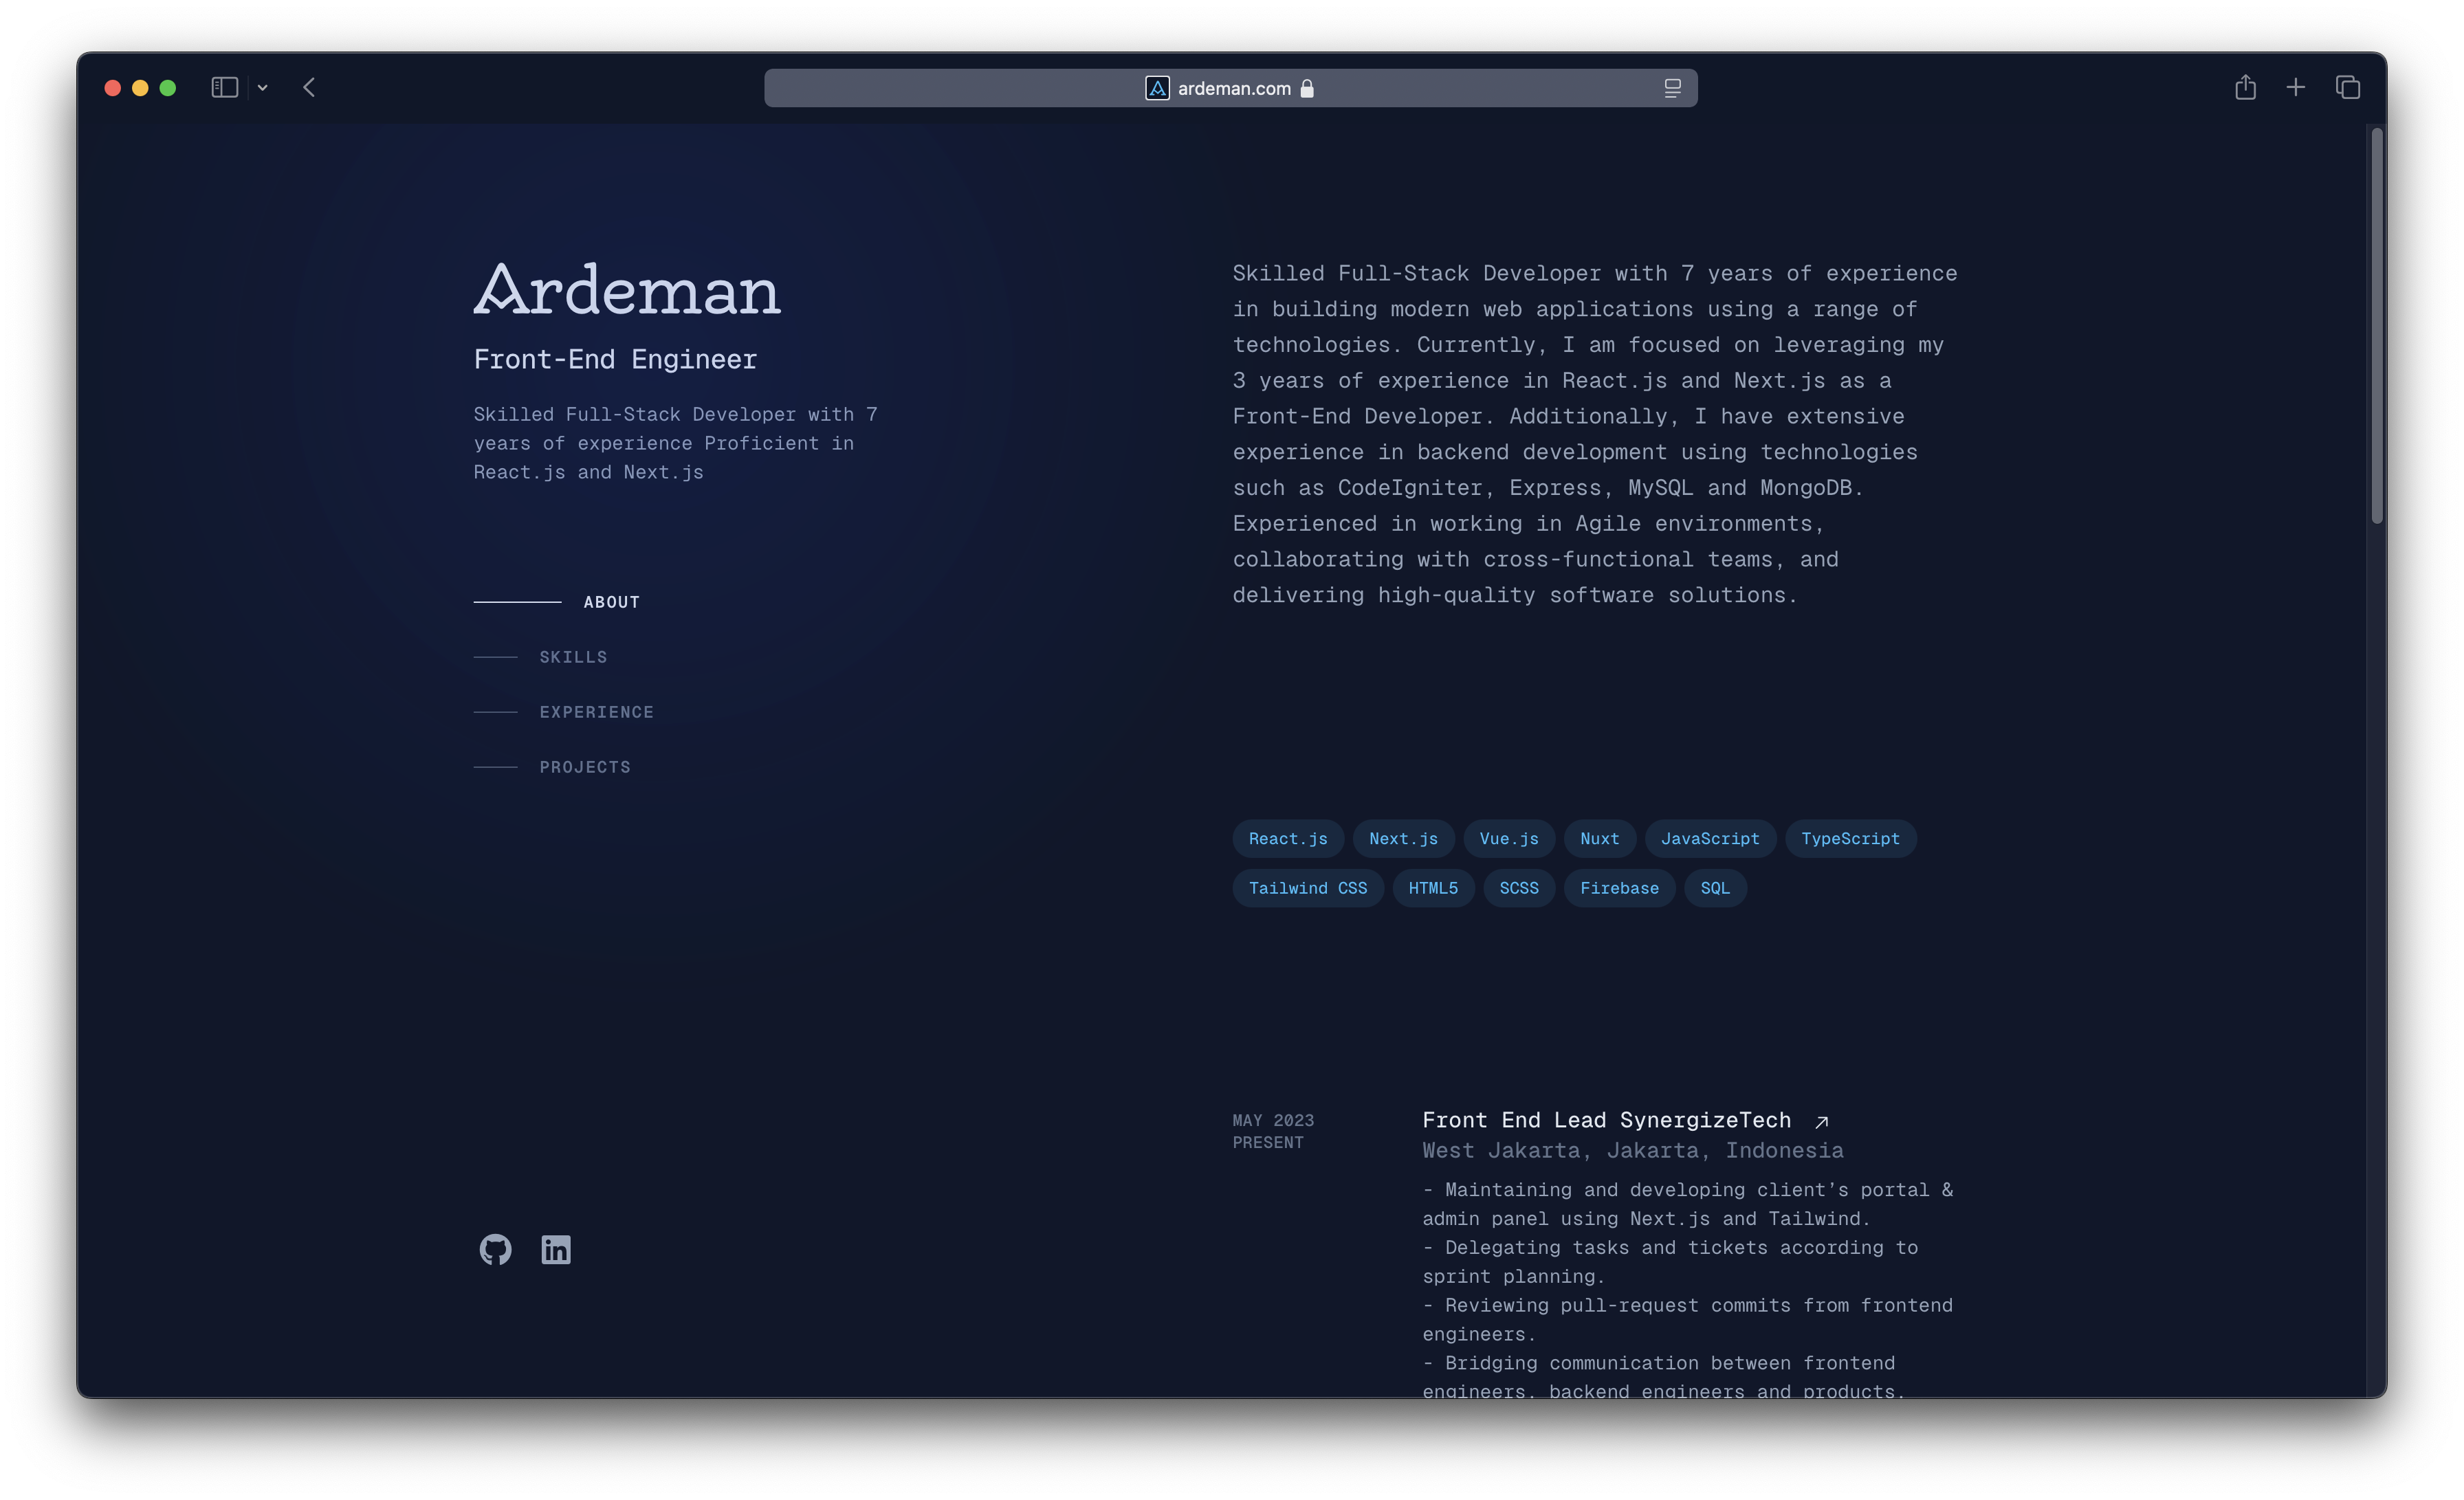 ardeman.com
Ardeman
Front-End Engineer
Skilled Full-Stack Developer with 7
years of experience Proficient in
React.js and Next.js
ABOUT
SKILLS
EXPERIENCE
PROJECTS
Skilled Full-Stack Developer with 7 years of experience
in building modern web applications using a range of
technologies. Currently, I am focused on leveraging my
3 years of experience in React.js and Next.js as a
Front-End Developer. Additionally, I have extensive
experience in backend development using technologies
such as CodeIgniter, Express, MySQL and MongoDB.
Experienced in working in Agile environments,
collaborating with cross-functional teams, and
delivering high-quality software solutions.
React.js Next.js Vue.js Nuxt JavaScript TypeScript
Tailwind CSS HTML5 SCSS Firebase SQL
MAY 2023
PRESENT
Front End Lead SynergizeTech
West Jakarta, Jakarta, Indonesia
- Maintaining and developing client’s portal &
admin panel using Next.js and Tailwind.
- Delegating tasks and tickets according to
sprint planning.
- Reviewing pull-request commits from frontend
engineers.
- Bridging communication between frontend
engineers, backend engineers and products.
in